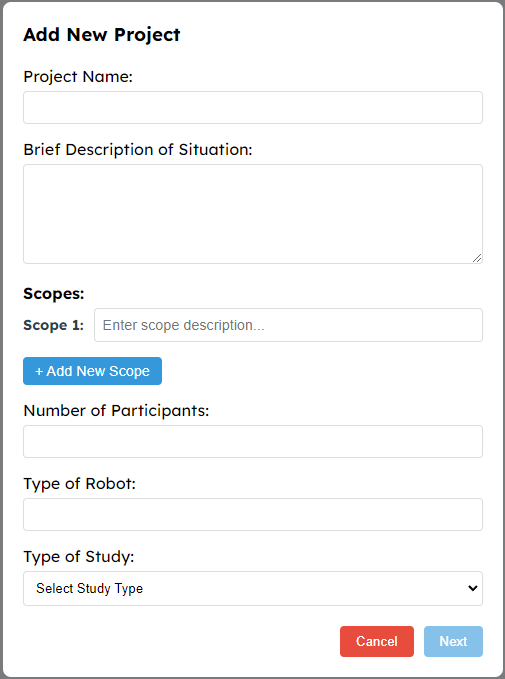 Add New Project
Project Name:
Brief Description of Situation:
Scopes:
Scope 1: Enter scope description...
+ Add New Scope
Number of Participants:
Type of Robot:
Type of Study:
Select Study Type
Cancel Next